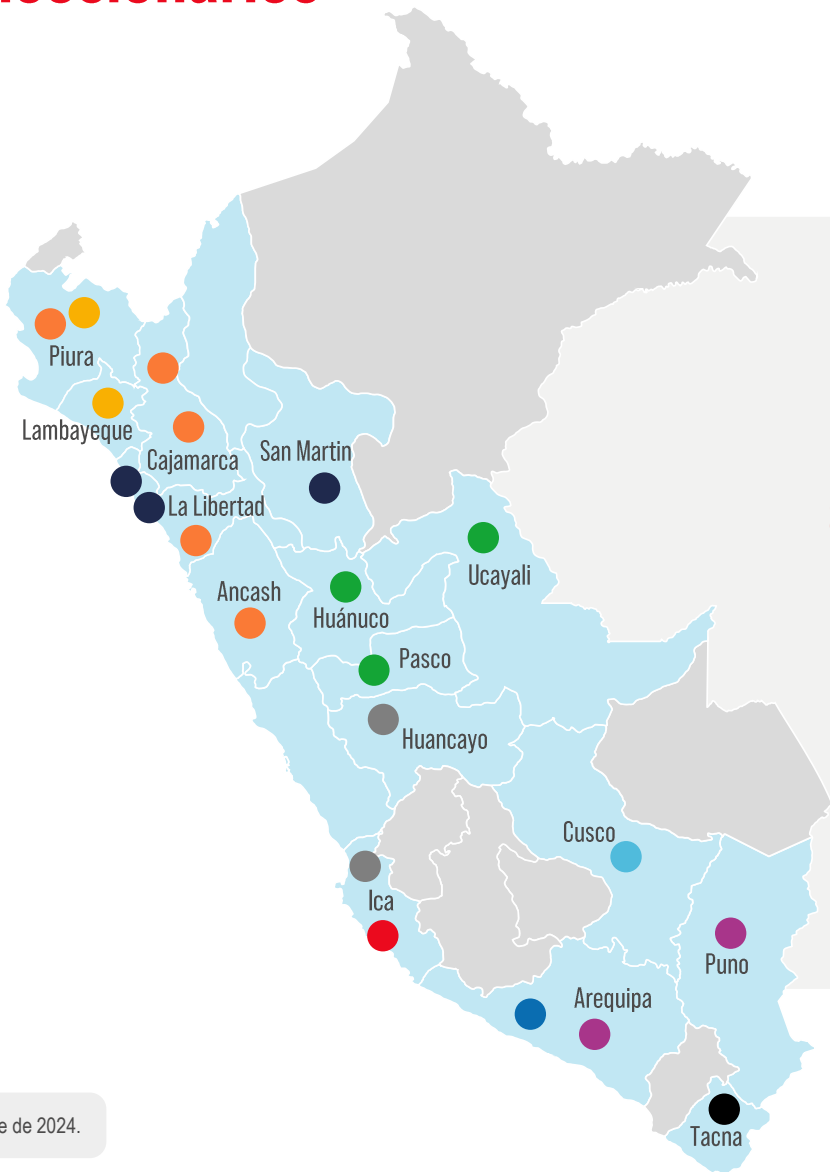 Piura
Lambayeque
Cajamarca
San Martin
La Libertad
Ucayali
Ancash
Huánuco
Pasco
Huancayo
Cusco
Ica
Puno
Arequipa
de 2024.
Tacna